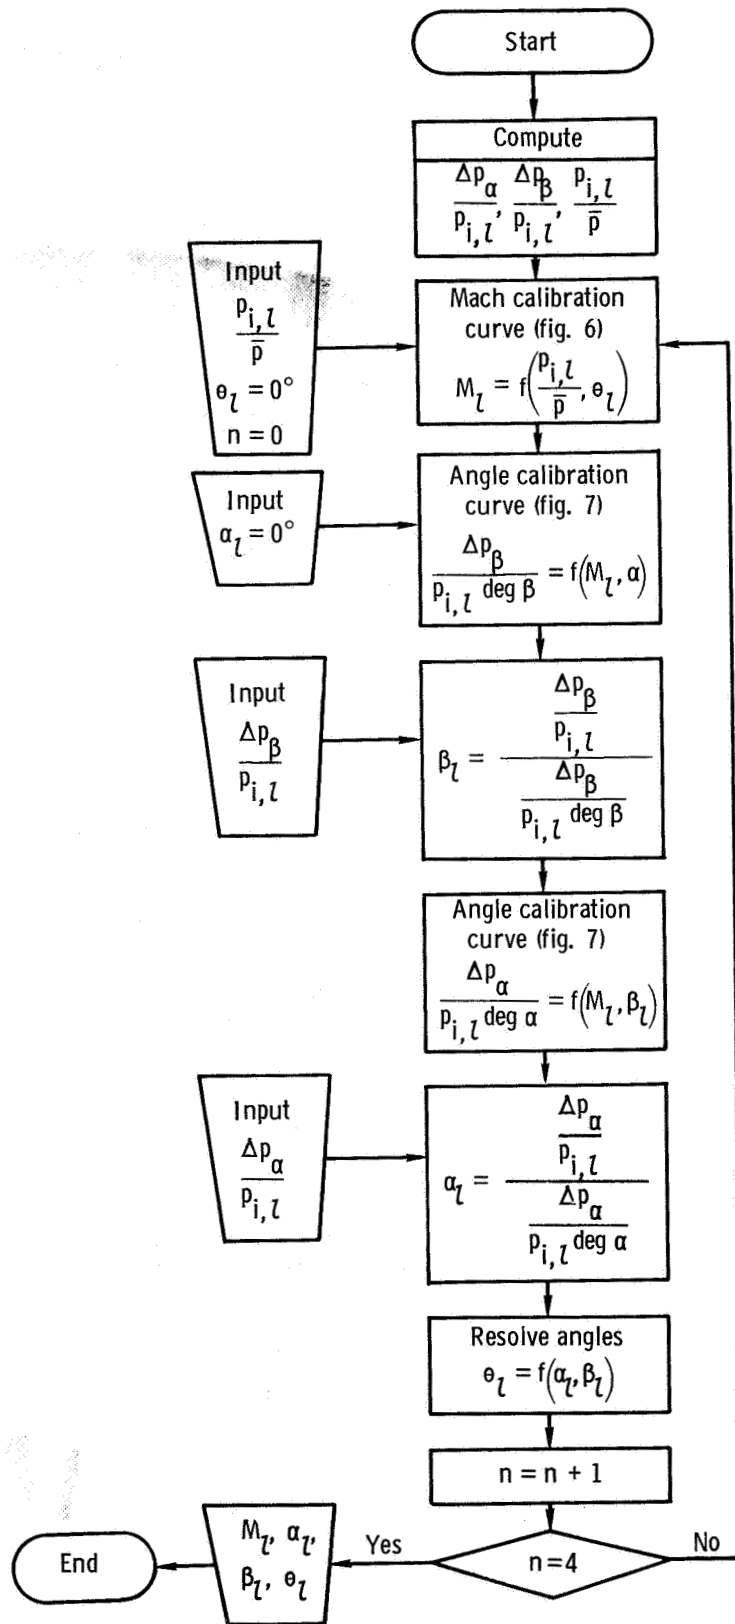 Start
Compute
Δp_α/p_i,l, Δp_β/p_i,l, p_i,l/p̅
Input
p_i,l/p̅
θ_l = 0°
n = 0
Mach calibration
curve (fig. 6)
M_l = f(p_i,l/p̅, θ_l)
Input
α_l = 0°
Angle calibration
curve (fig. 7)
Δp_β/p_i,l deg β = f(M_l, α)
Input
Δp_β/p_i,l
β_l = Δp_β/p_i,l / Δp_β/p_i,l deg β
Angle calibration
curve (fig. 7)
Δp_α/p_i,l deg α = f(M_l, β_l)
Input
Δp_α/p_i,l
α_l = Δp_α/p_i,l / Δp_α/p_i,l deg α
Resolve angles
θ_l = f(α_l, β_l)
n = n + 1
n = 4
No
Yes
M_l, α_l,
β_l, θ_l
End